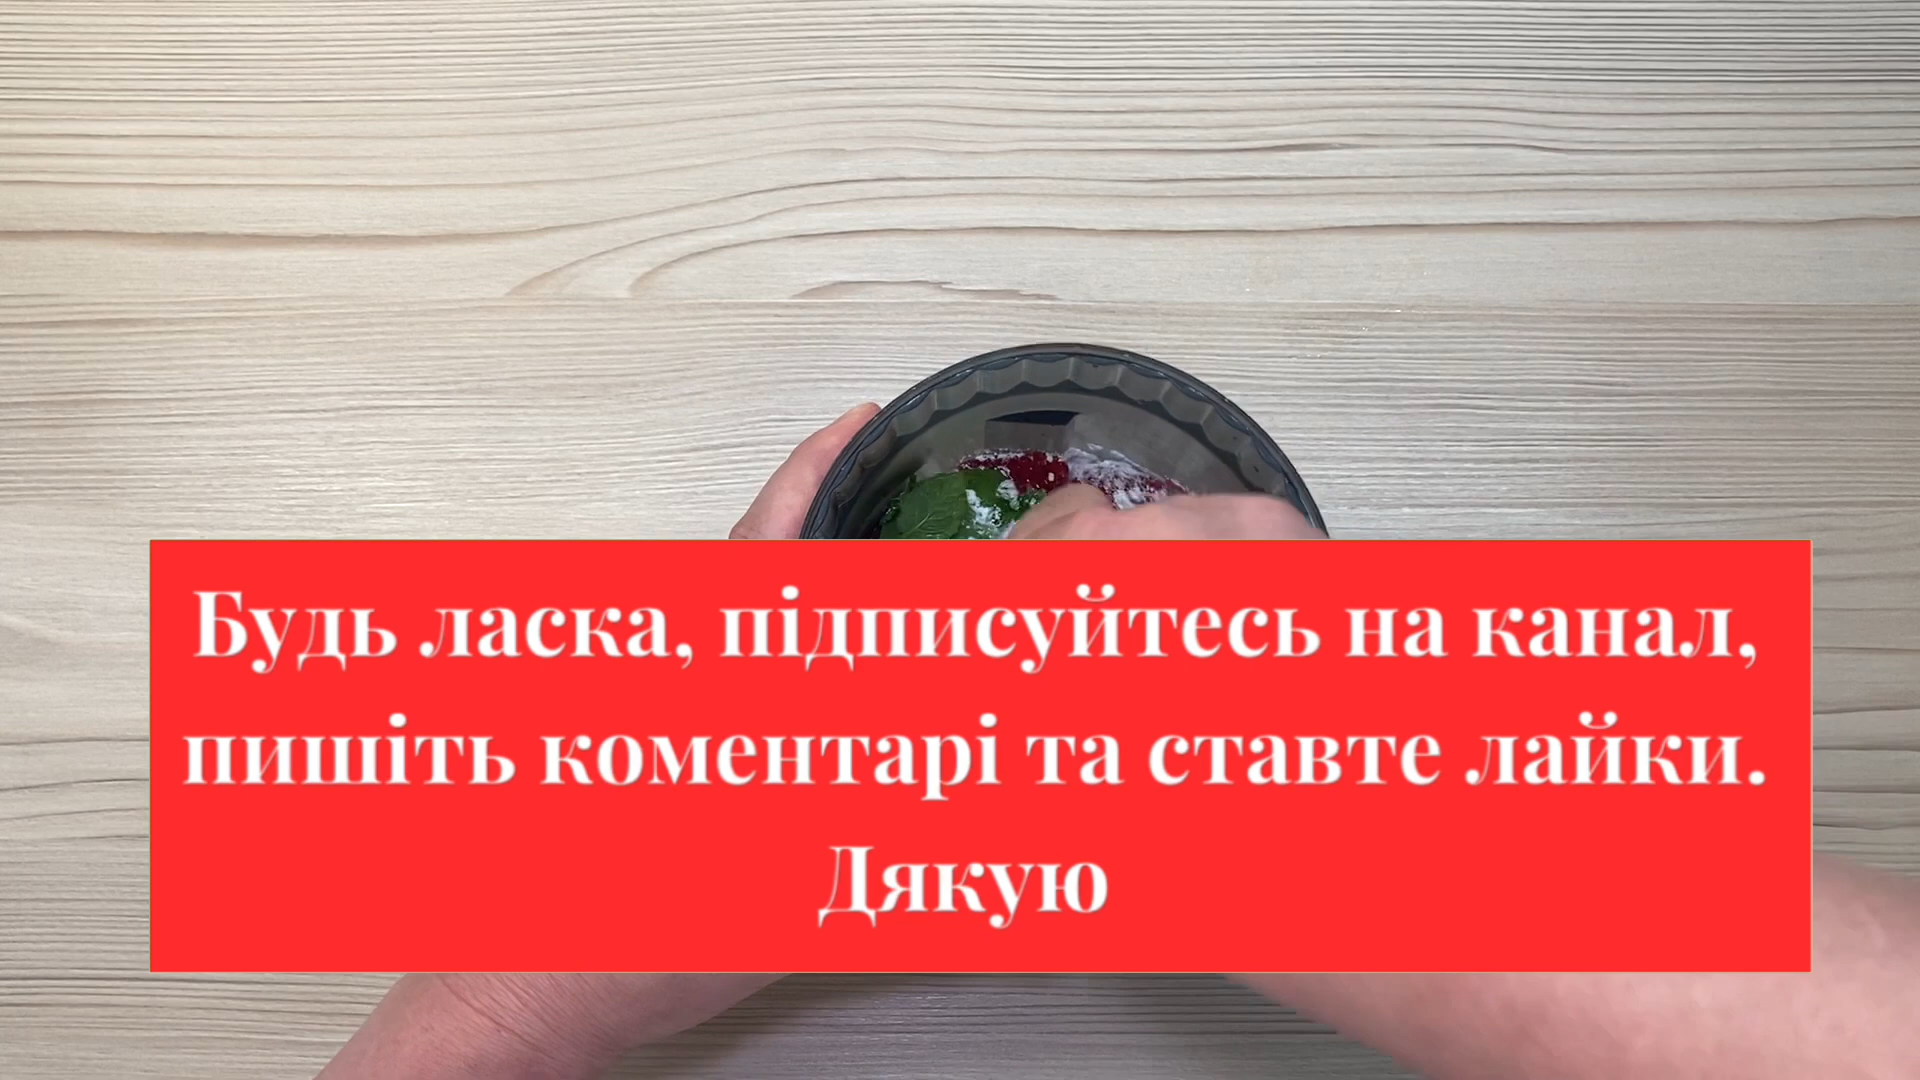 Будь ласка, підписуйтесь на канал,
пишіть коментарі та ставте лайки.
Дякую